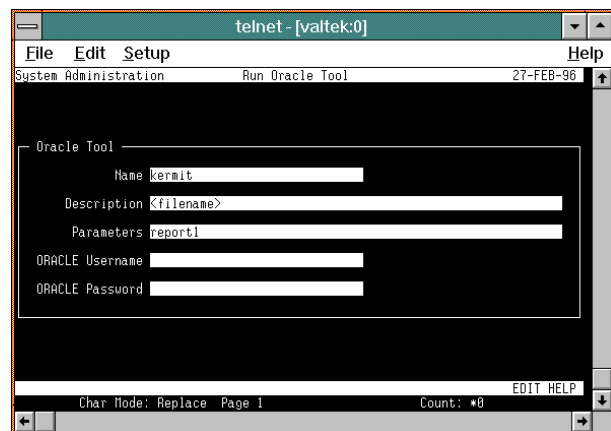 telnet - [valtek:0]
File Edit Setup Help
System Administration Run Oracle Tool 27-FEB-96
Oracle Tool
Name kermit
Description <filename>
Parameters report1
ORACLE Username
ORACLE Password
EDIT HELP
Char Mode: Replace Page 1 Count: *0